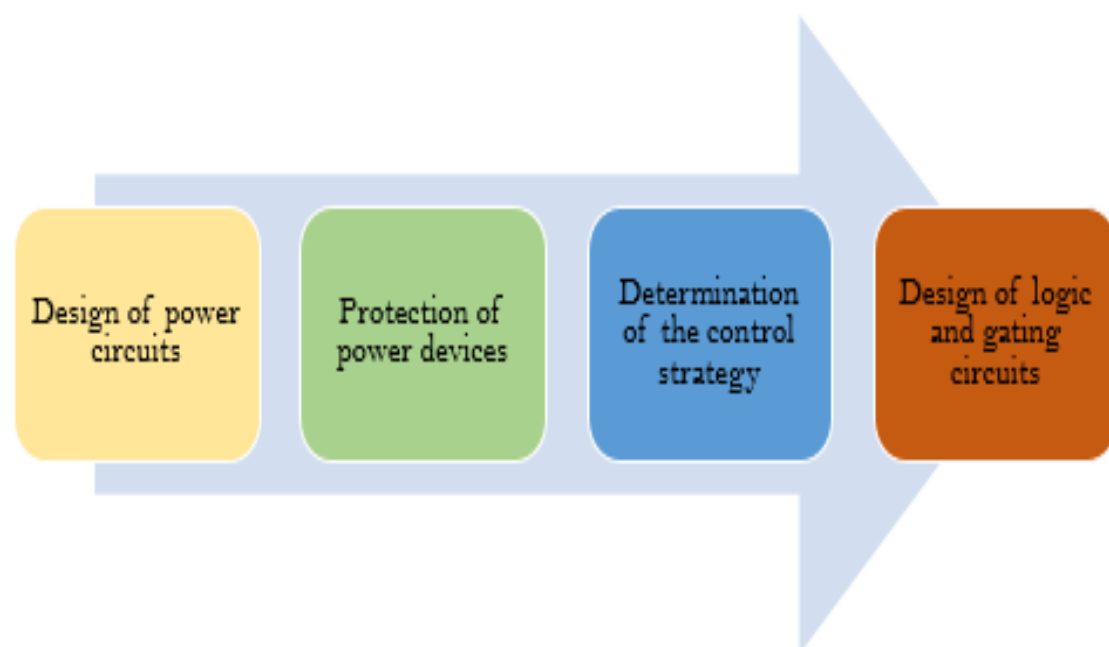 Design of power
circuits
Protection of
power devices
Determination
of the control
strategy
Design of logic
and gating
circuits